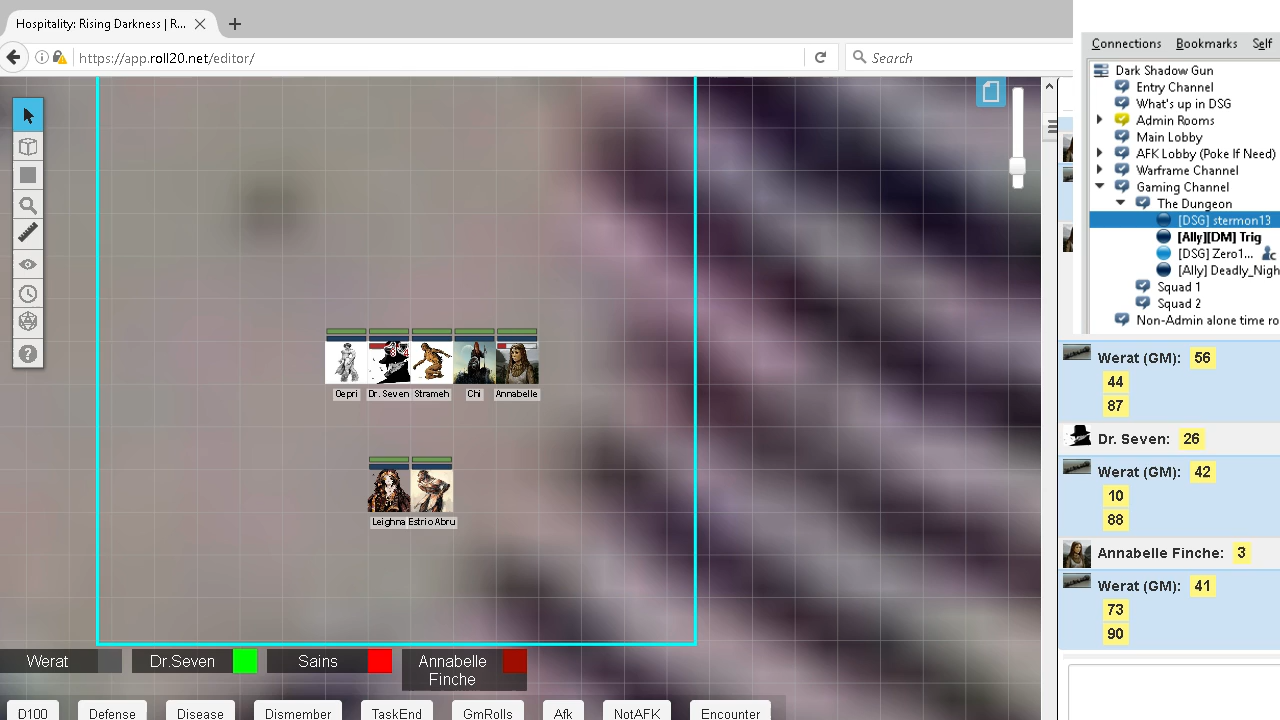 Hospitality: Rising Darkness | R...
https://app.roll20.net/editor/
Search
Connections Bookmarks Self
Dark Shadow Gun
Entry Channel
What's up in DSG
Admin Rooms
Main Lobby
AFK Lobby (Poke If Need)
Warframe Channel
Gaming Channel
The Dungeon
[DSG] stermon13
[Ally][DM] Trig
[DSG] Zero1...
[Ally] Deadly_Nigh
Squad 1
Squad 2
Non-Admin alone time ro
Oepri Dr. Seven Strameh Chi Annabelle
Leighna Estrio Abru
Werat (GM): 56
44
87
Dr. Seven: 26
Werat (GM): 42
10
88
Annabelle Finche: 3
Werat (GM): 41
73
90
Werat Dr.Seven Sains Annabelle
Finche
D100 Defense Disease Dismember TaskEnd GmRolls Afk NotAFK Encounter